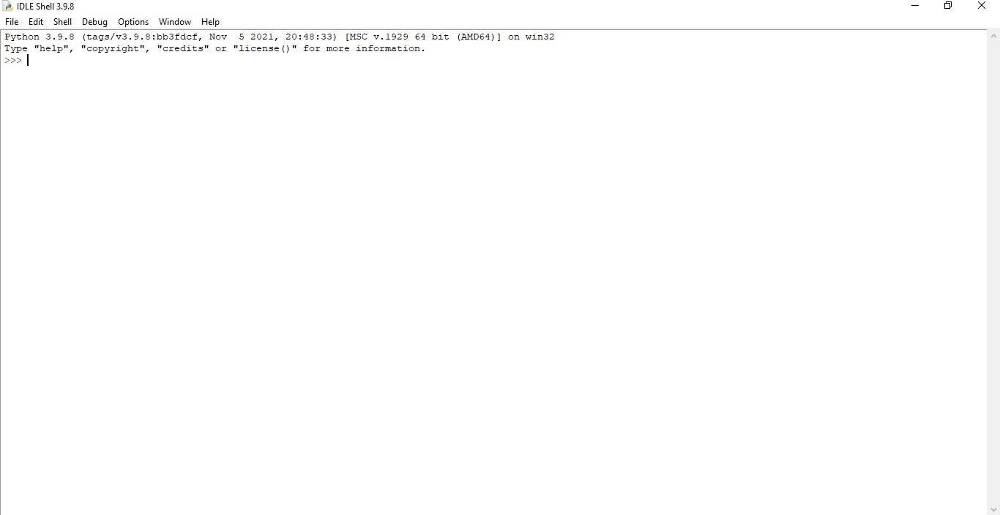 IDLE Shell 3.9.8
File Edit Shell Debug Options Window Help
Python 3.9.8 (tags/v3.9.8:bb3fdcf, Nov  5 2021, 20:48:33) [MSC v.1929 64 bit (AMD64)] on win32
Type "help", "copyright", "credits" or "license()" for more information.
>>>